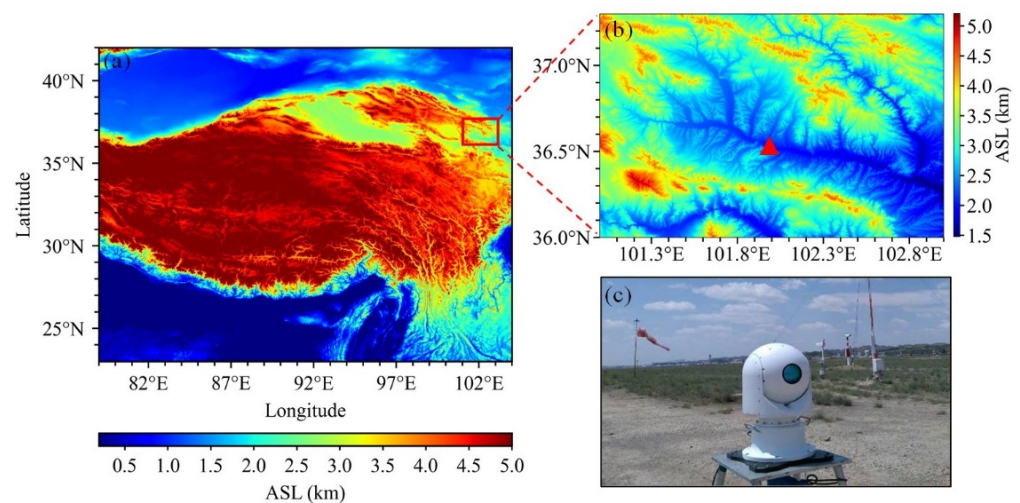 (a)
40°N
35°N
30°N
25°N
Latitude
82°E 87°E 92°E 97°E 102°E
Longitude
0.5 1.0 1.5 2.0 2.5 3.0 3.5 4.0 4.5 5.0
ASL (km)
(b)
37.0°N
36.5°N
36.0°N
101.3°E 101.8°E 102.3°E 102.8°E
5.0
4.5
4.0
3.5
3.0
2.5
2.0
1.5
ASL (km)
(c)